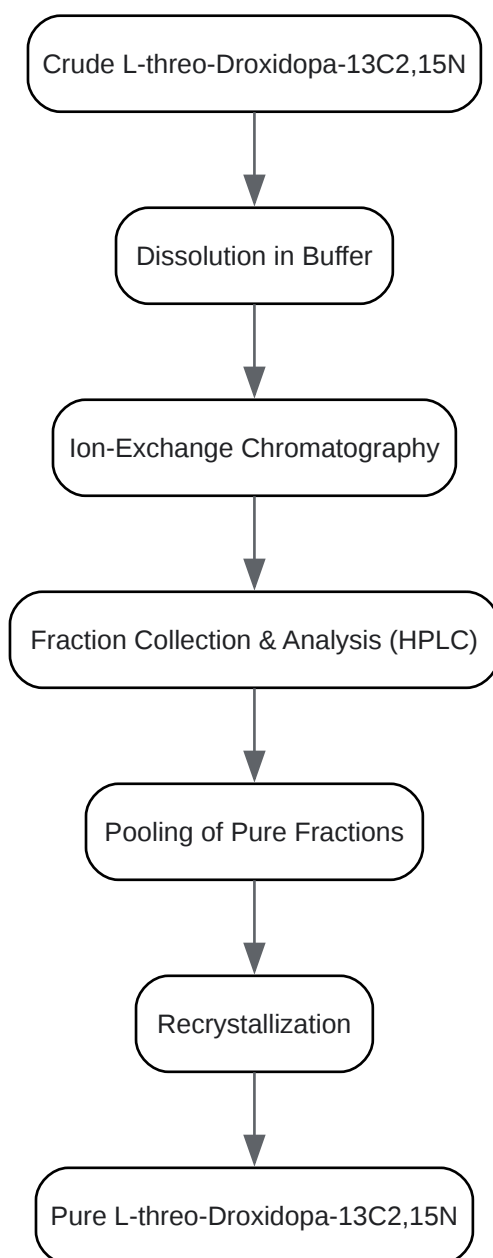 Crude L-threo-Droxidopa-13C2,15N
Dissolution in Buffer
Ion-Exchange Chromatography
Fraction Collection & Analysis (HPLC)
Pooling of Pure Fractions
Recrystallization
Pure L-threo-Droxidopa-13C2,15N